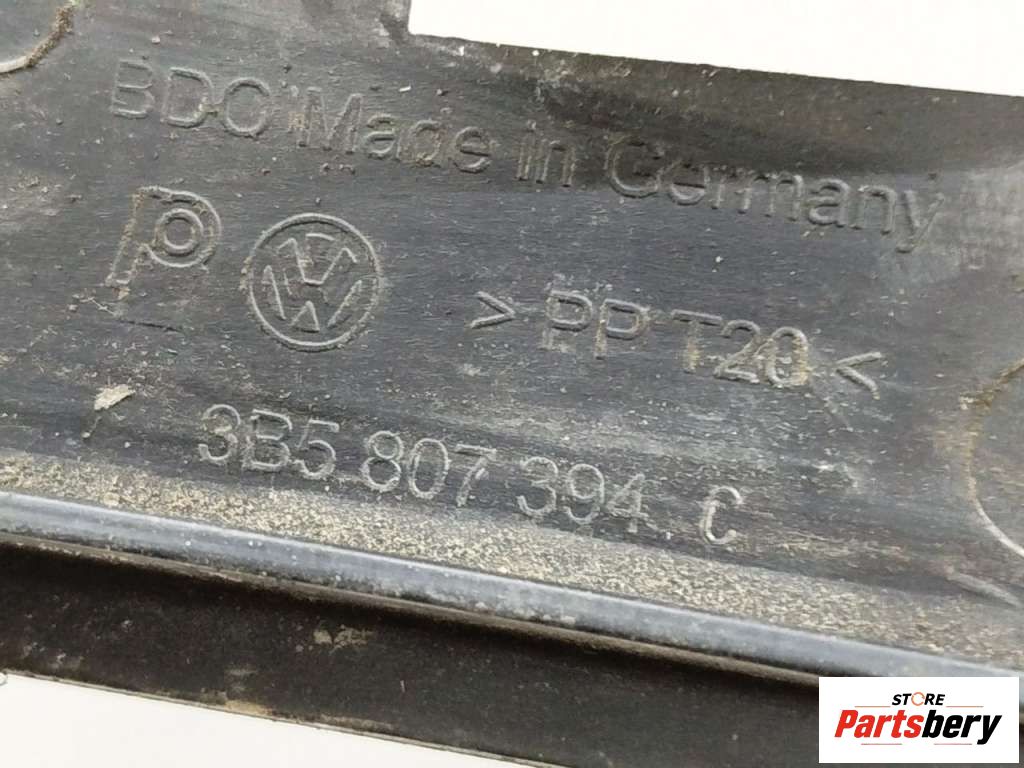 BDO Made in Germany
> PP T20 <
3B5 807 394 C
STORE
Partsbery